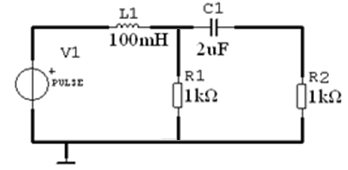 L1
C1
100mH
2uF
V1
+
PULSE
R1
1kΩ
R2
1kΩ